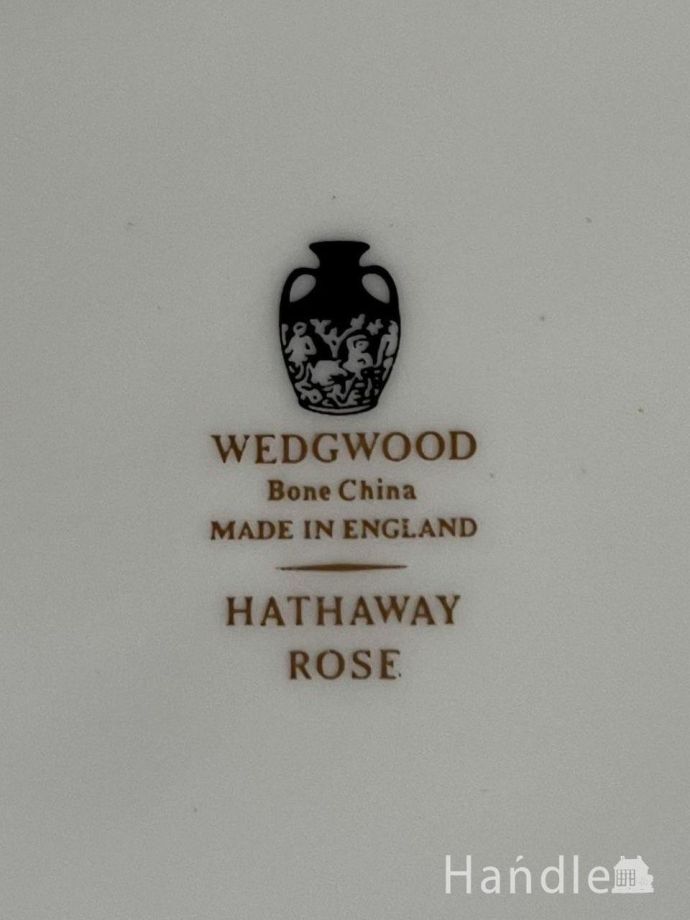 WEDGWOOD
Bone China
MADE IN ENGLAND
HATHAWAY
ROSE
Handle